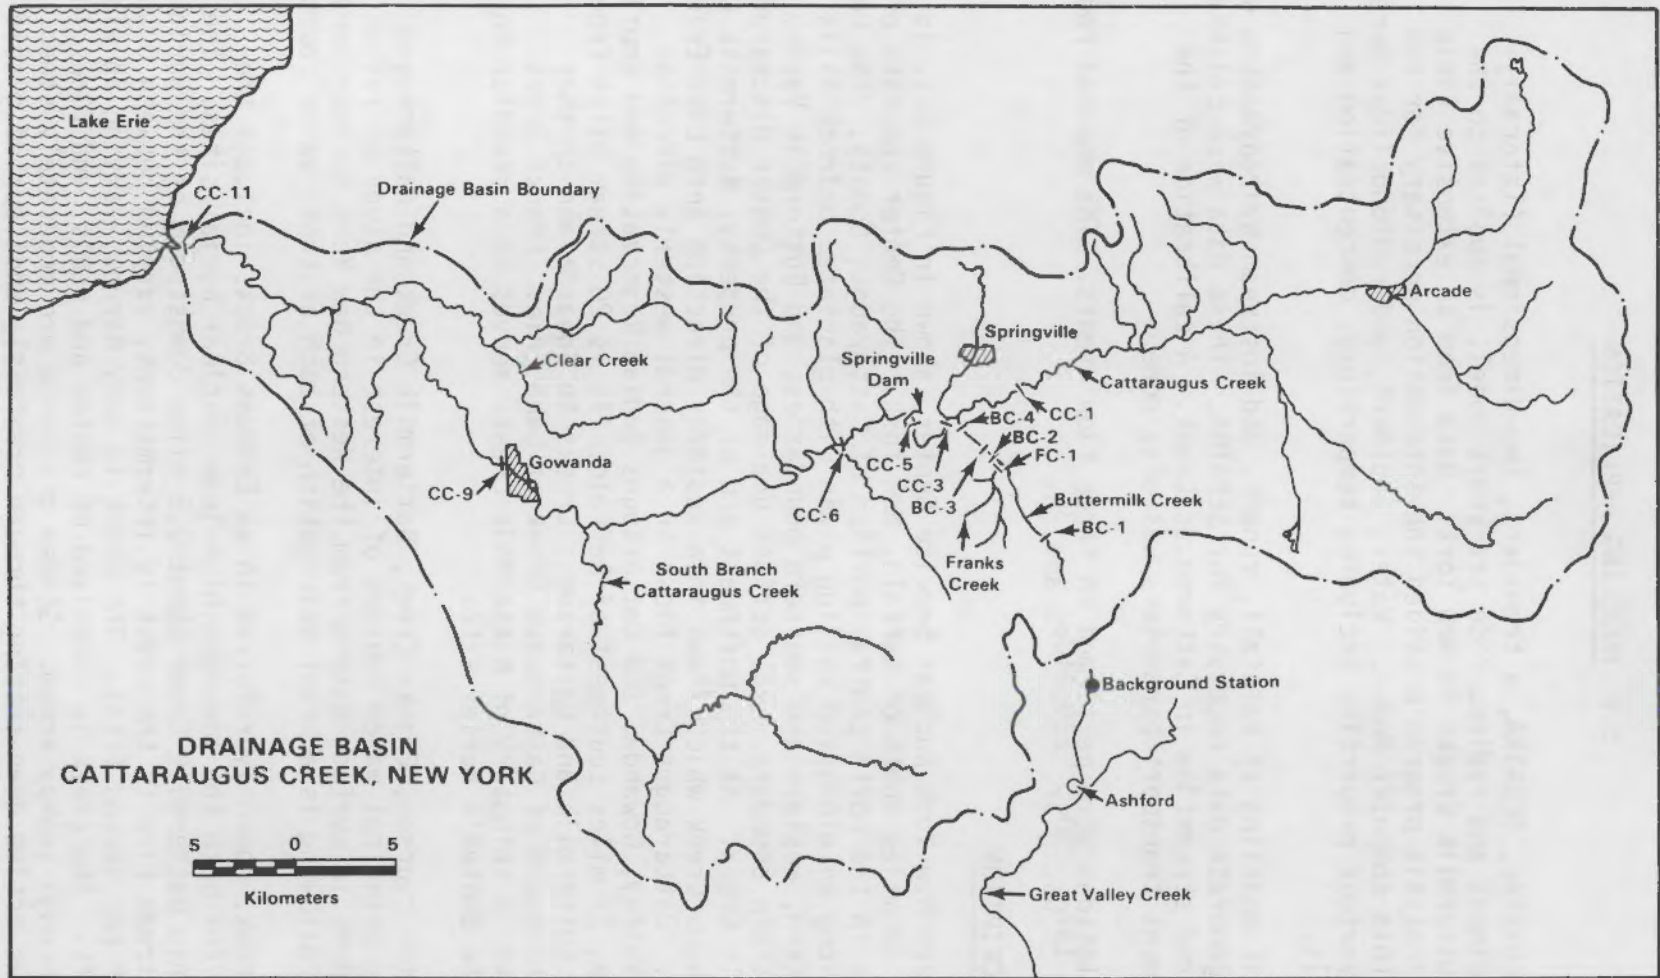 Lake Erie
CC-11
Drainage Basin Boundary
Arcade
Springville
Springville
Dam
Clear Creek
Cattaraugus Creek
CC-1
BC-4
BC-2
FC-1
CC-5
CC-3
BC-3
Gowanda
CC-9
CC-6
Buttermilk Creek
BC-1
Franks
Creek
South Branch
Cattaraugus Creek
Background Station
DRAINAGE BASIN
CATTARAUGUS CREEK, NEW YORK
Ashford
5 0 5
Kilometers
Great Valley Creek